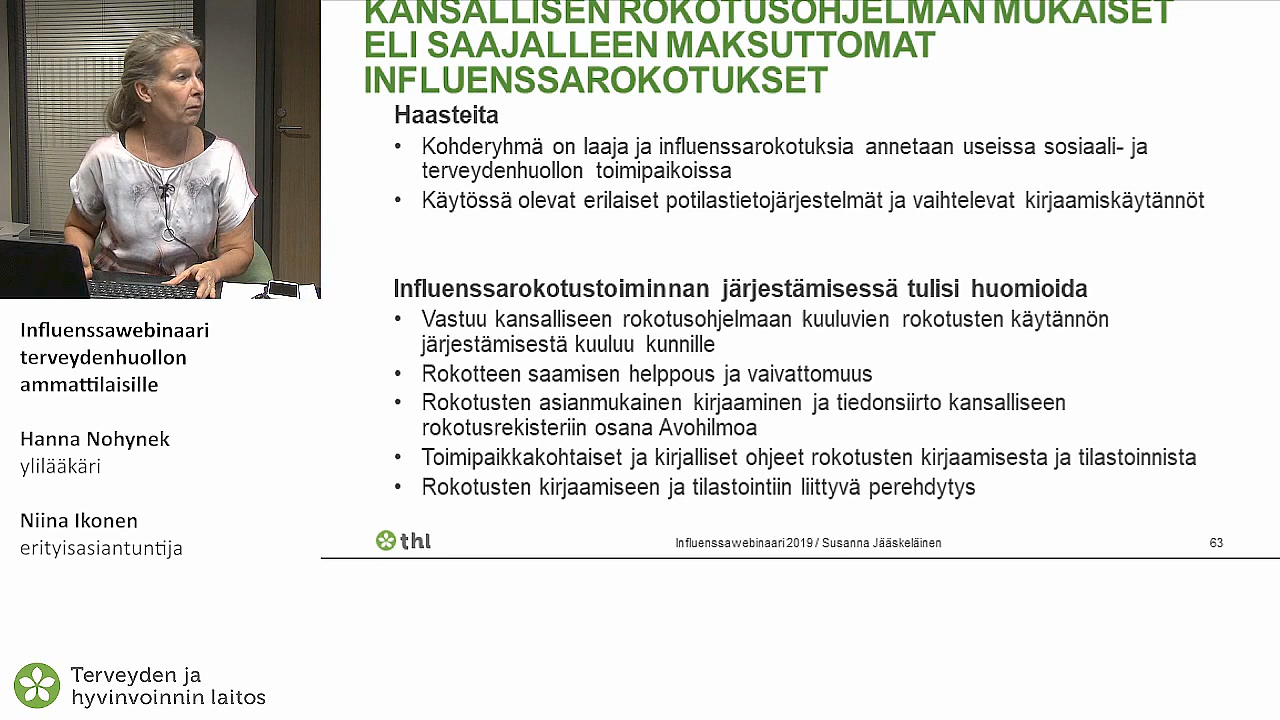 KANSALLISEN ROKOTUSOHJELMAN MUKAISET
ELI SAAJALLEEN MAKSUTTOMAT
INFLUENSSAROKOTUKSET
Haasteita
• Kohderyhmä on laaja ja influenssarokotuksia annetaan useissa sosiaali- ja
terveydenhuollon toimipaikoissa
• Käytössä olevat erilaiset potilastietojärjestelmät ja vaihtelevat kirjaamiskäytännöt
Influenssarokotustoiminnan järjestämisessä tulisi huomioida
• Vastuu kansalliseen rokotusohjelmaan kuuluvien rokotusten käytännön
järjestämisestä kuuluu kunnille
• Rokotteen saamisen helppous ja vaivattomuus
• Rokotusten asianmukainen kirjaaminen ja tiedonsiirto kansalliseen
rokotusrekisteriin osana Avohilmoa
• Toimipaikkakohtaiset ja kirjalliset ohjeet rokotusten kirjaamisesta ja tilastoinnista
• Rokotusten kirjaamiseen ja tilastointiin liittyvä perehdytys
thl
Influenssawebinaari 2019 / Susanna Jääskeläinen
63
Influenssawebinaari
terveydenhuollon
ammattilaisille
Hanna Nohynek
ylilääkäri
Niina Ikonen
erityisasiantuntija
Terveyden ja
hyvinvoinnin laitos